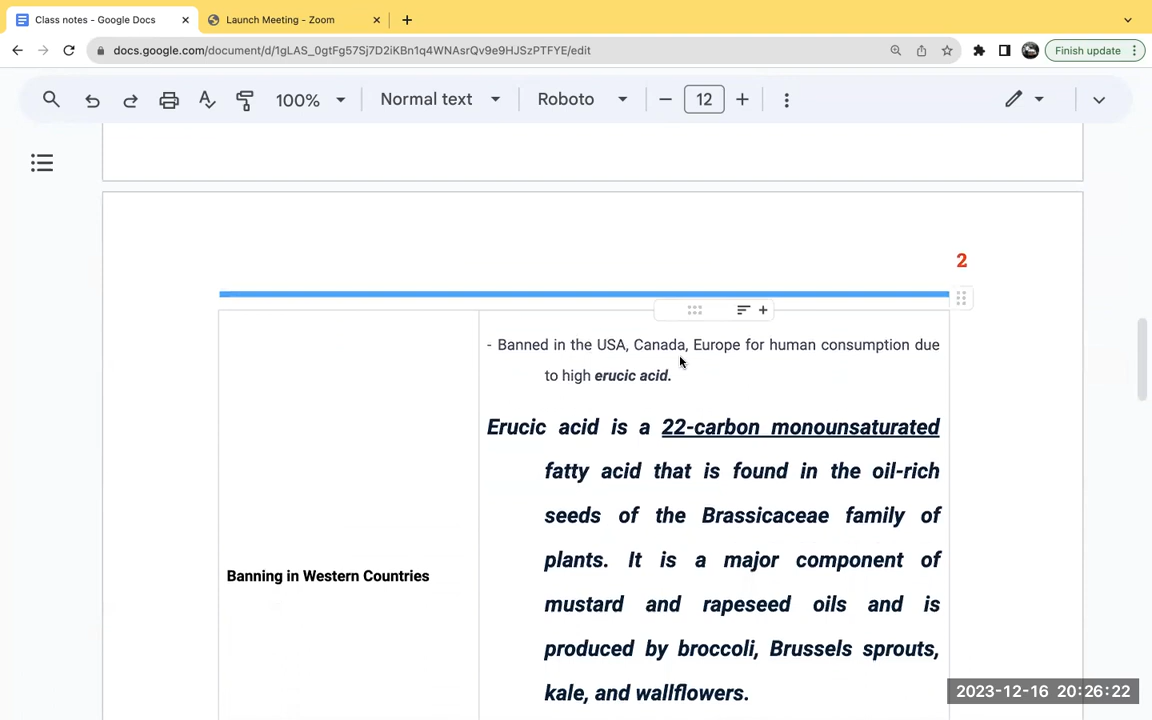 Class notes - Google Docs
Launch Meeting - Zoom
docs.google.com/document/d/1gLAS_0gtFg57Sj7D2iKBn1q4WNAsrQv9e9HJSzPTFYE/edit
Finish update
100%
Normal text
Roboto
12
2
- Banned in the USA, Canada, Europe for human consumption due
to high erucic acid.
Erucic acid is a 22-carbon monounsaturated
fatty acid that is found in the oil-rich
seeds of the Brassicaceae family of
plants. It is a major component of
Banning in Western Countries
mustard and rapeseed oils and is
produced by broccoli, Brussels sprouts,
kale, and wallflowers.
2023-12-16 20:26:22